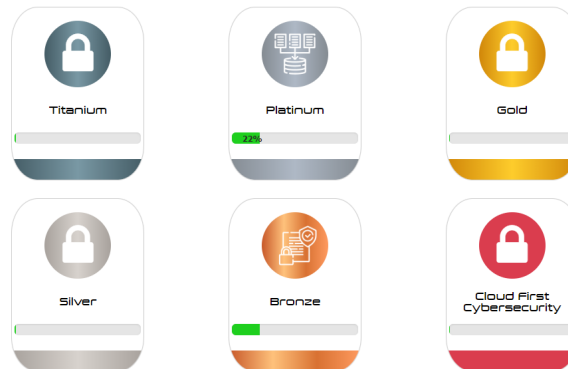 Titanium
Platinum
Gold
22%
Silver
Bronze
Cloud First
Cybersecurity